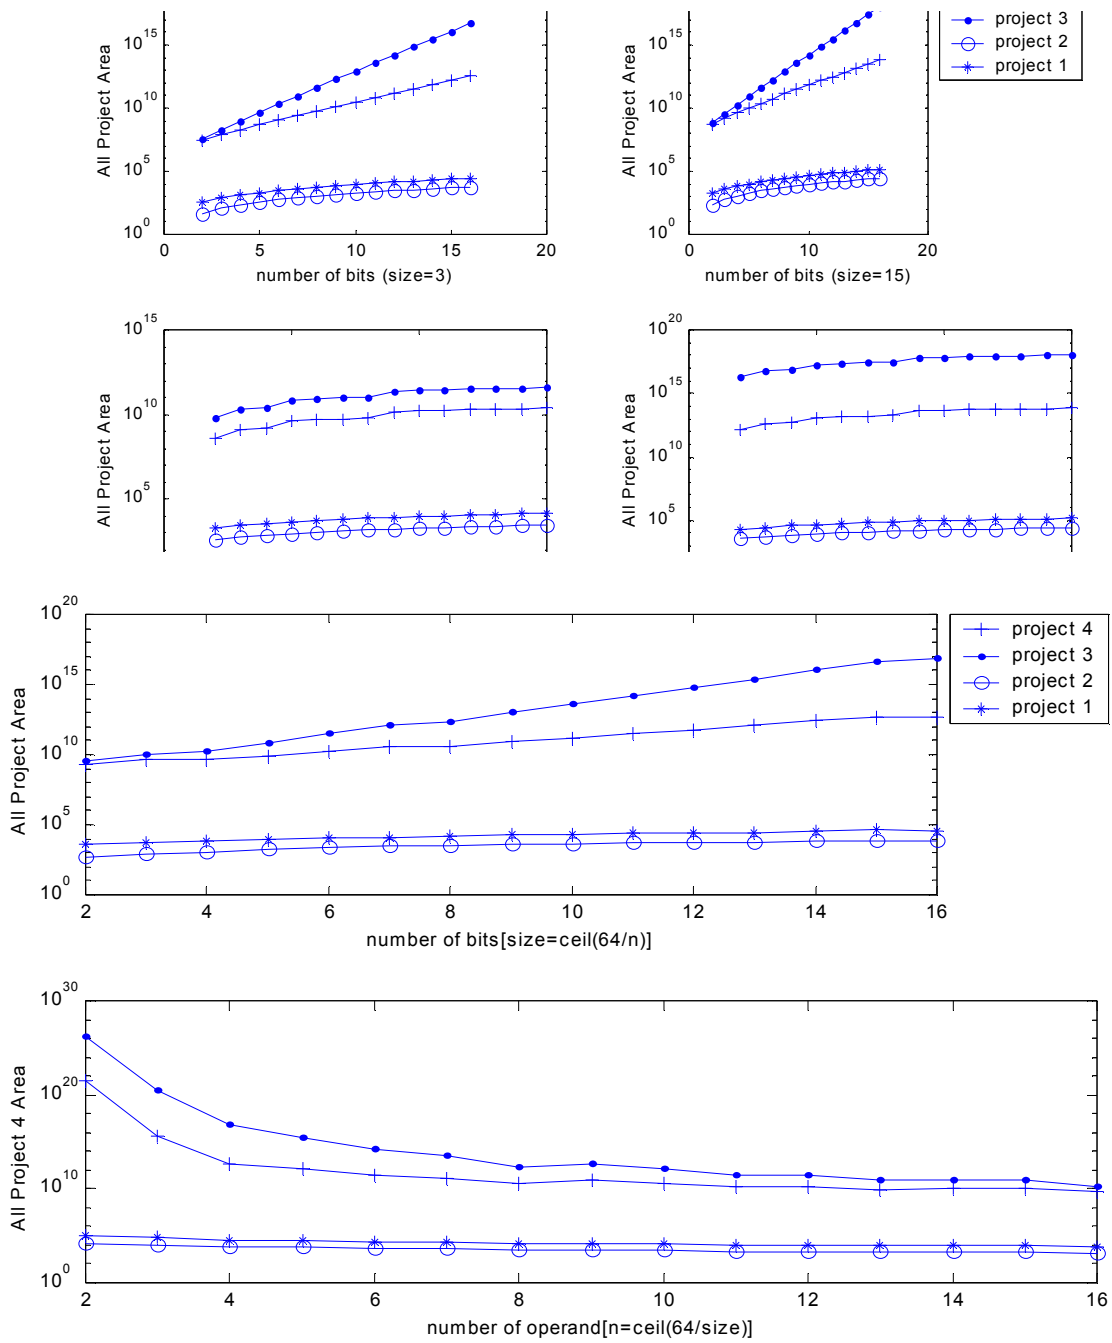 All Project Area
10^15
10^10
10^5
10^0
0 5 10 15 20
number of bits (size=3)
All Project Area
10^15
10^10
10^5
10^0
0 10 20
number of bits (size=15)
project 3
project 2
project 1
All Project Area
10^15
10^10
10^5
All Project Area
10^20
10^15
10^10
10^5
All Project Area
10^20
10^15
10^10
10^5
10^0
2 4 6 8 10 12 14 16
number of bits[size=ceil(64/n)]
project 4
project 3
project 2
project 1
All Project 4 Area
10^30
10^20
10^10
10^0
2 4 6 8 10 12 14 16
number of operand[n=ceil(64/size)]